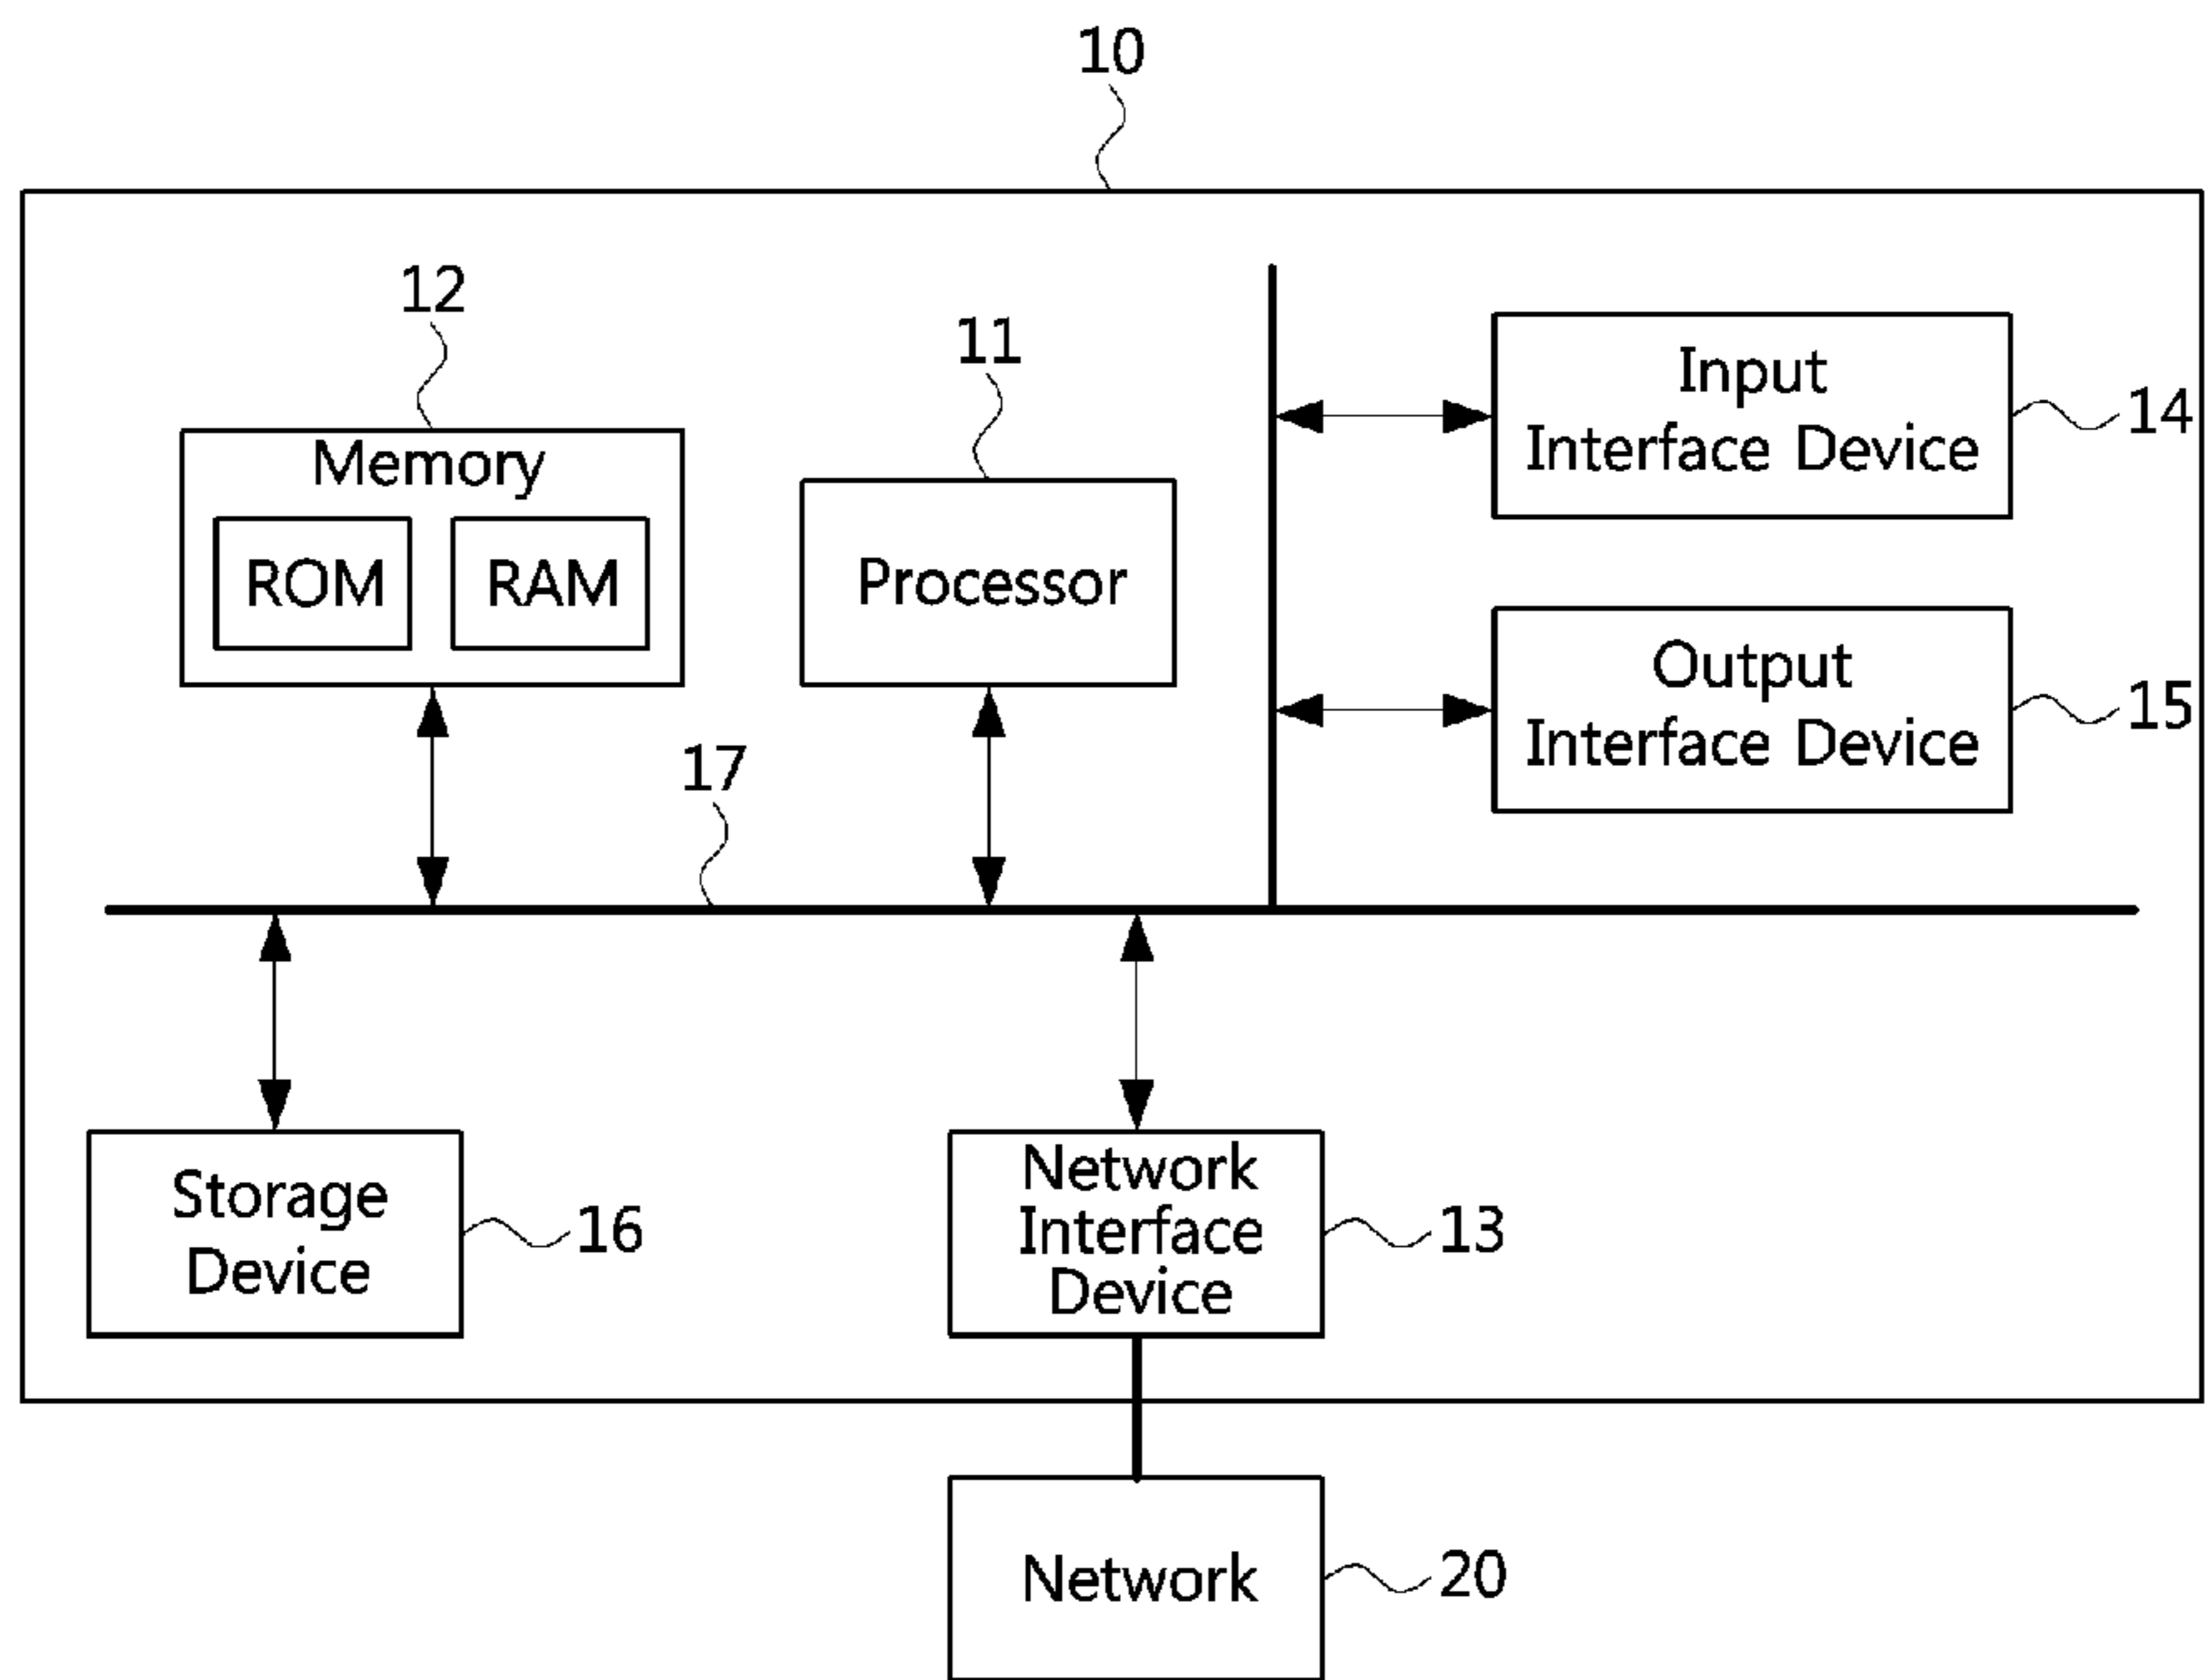 10
12
11
Memory
ROM
RAM
Processor
Input
Interface Device
14
Output
Interface Device
15
17
Storage
Device
16
Network
Interface
Device
13
Network
20